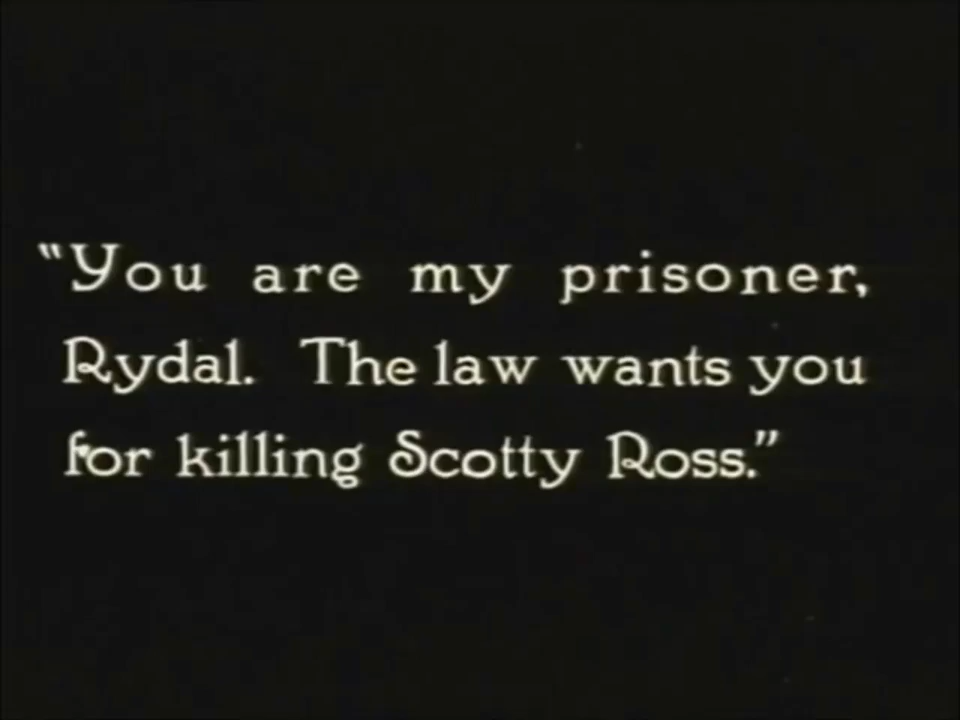 "You are my prisoner,
Rydal. The law wants you
for killing Scotty Ross."